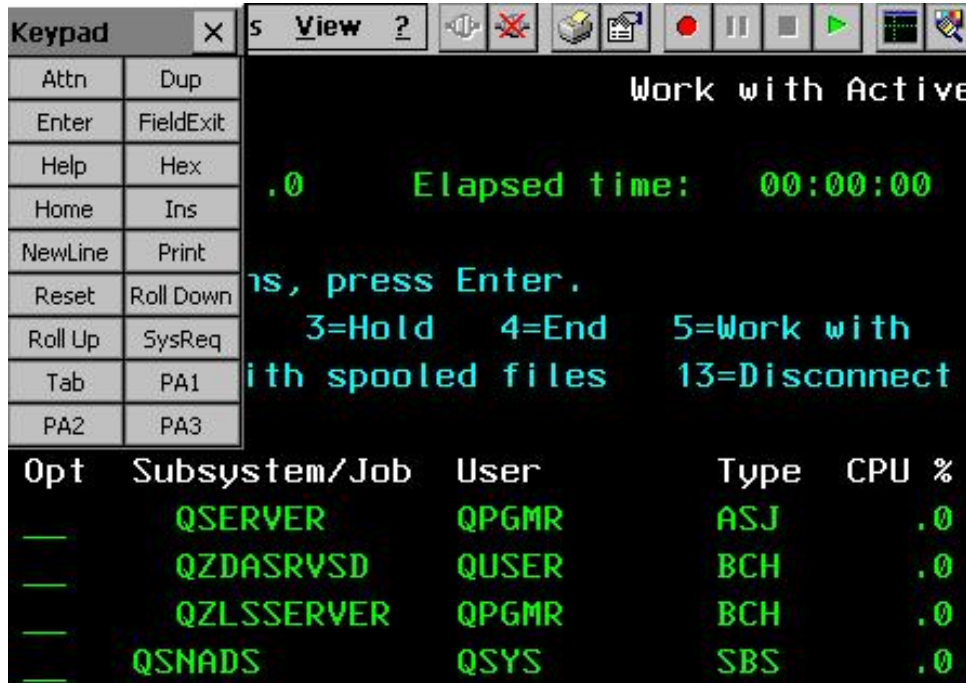 Keypad
s View ?
Attn Dup
Enter FieldExit
Help Hex
Home Ins
NewLine Print
Reset Roll Down
Roll Up SysReq
Tab PA1
PA2 PA3
Work with Active
.0 Elapsed time: 00:00:00
ns, press Enter.
3=Hold 4=End 5=Work with
ith spooled files 13=Disconnect
Opt Subsystem/Job User Type CPU %
QSERVER QPGMR ASJ .0
QZDASRVSD QUSER BCH .0
QZLSSERVER QPGMR BCH .0
QSNADS QSYS SBS .0